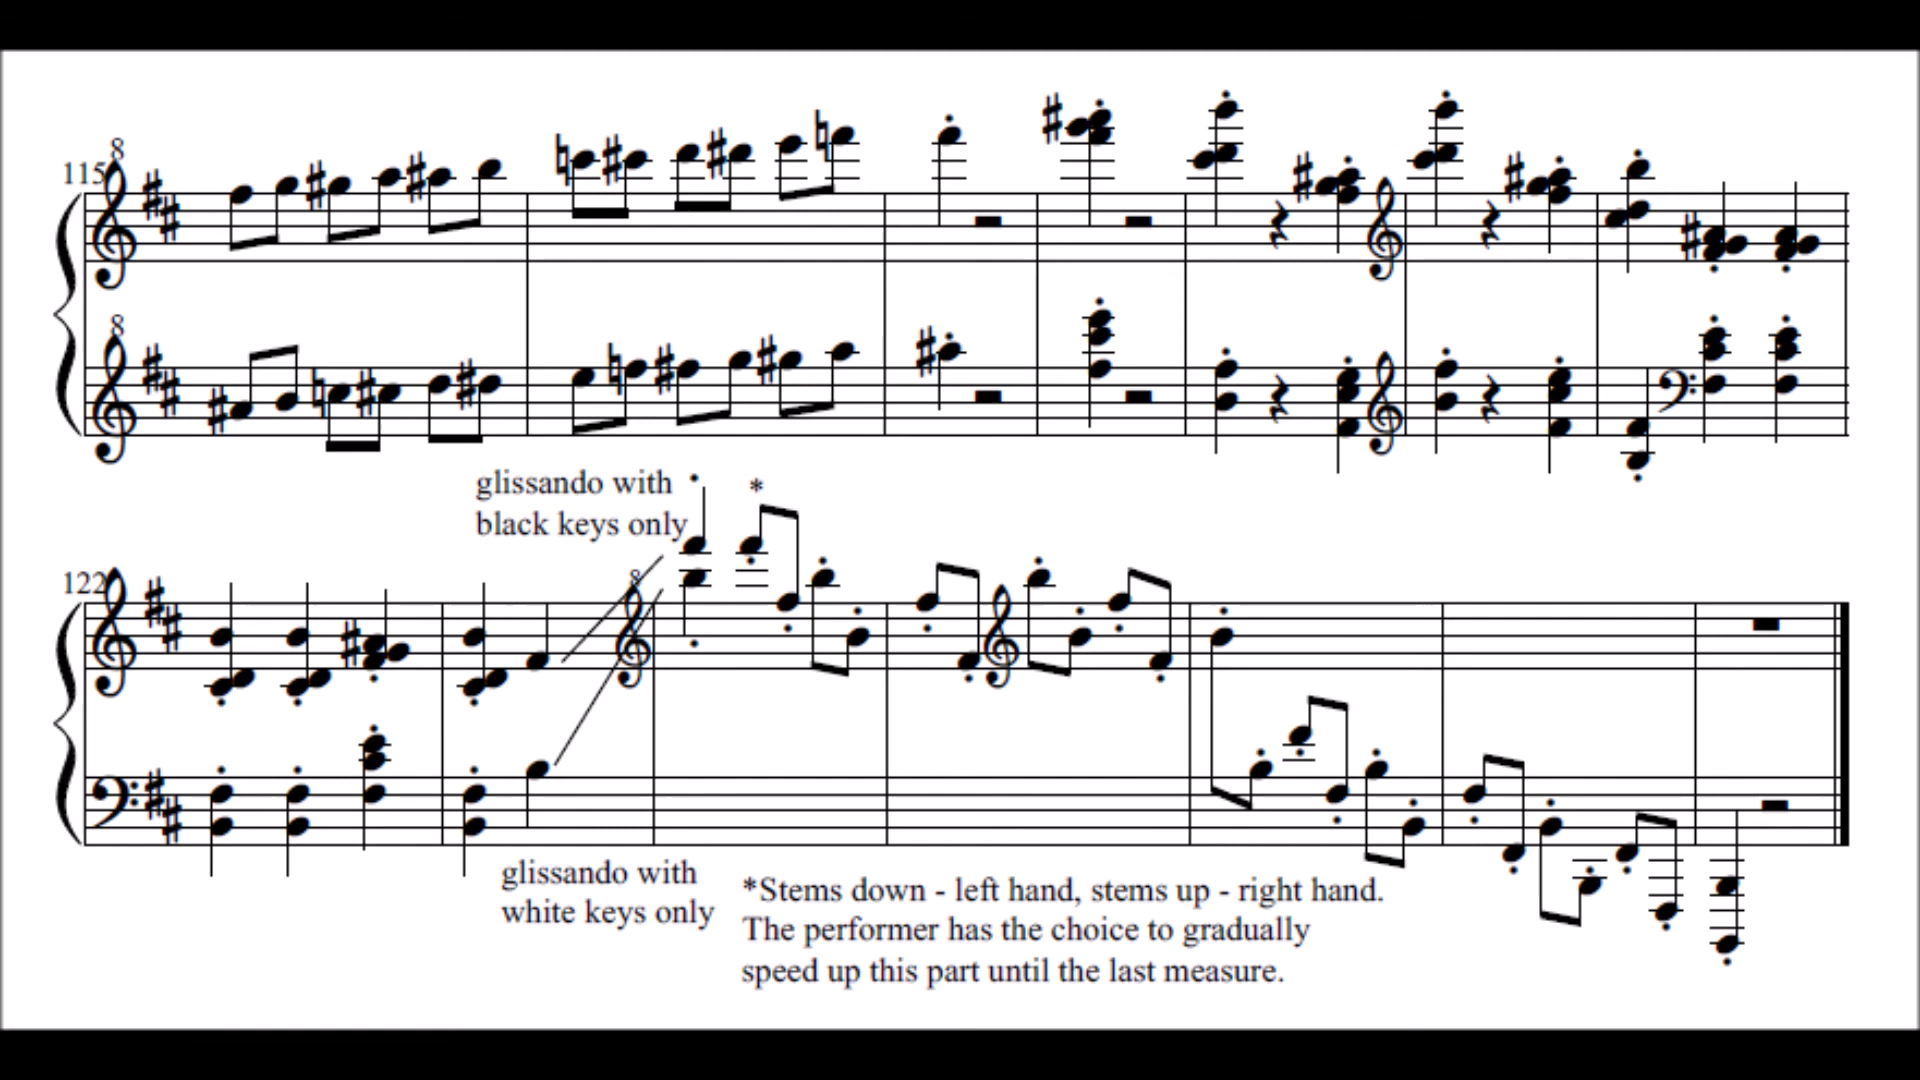 8
115
8
glissando with
black keys only
*
122
8
glissando with
white keys only
*Stems down - left hand, stems up - right hand.
The performer has the choice to gradually
speed up this part until the last measure.